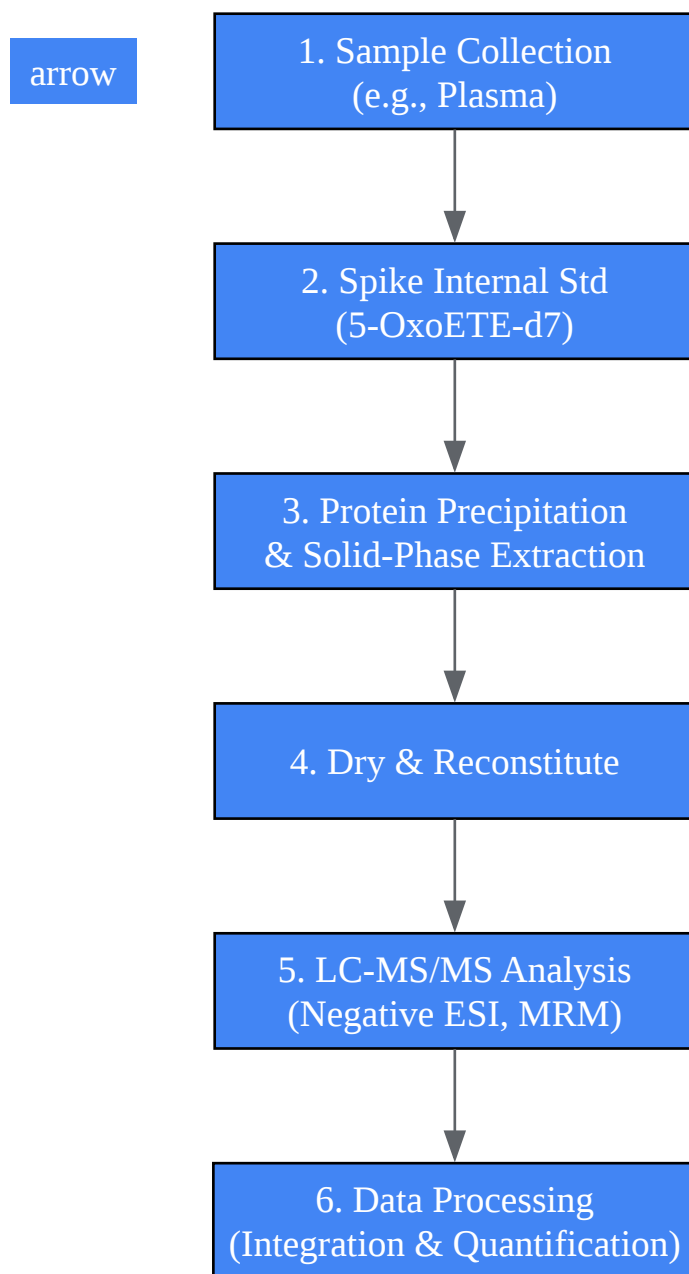 arrow
1. Sample Collection
(e.g., Plasma)
2. Spike Internal Std
(5-OxoETE-d7)
3. Protein Precipitation
& Solid-Phase Extraction
4. Dry & Reconstitute
5. LC-MS/MS Analysis
(Negative ESI, MRM)
6. Data Processing
(Integration & Quantification)